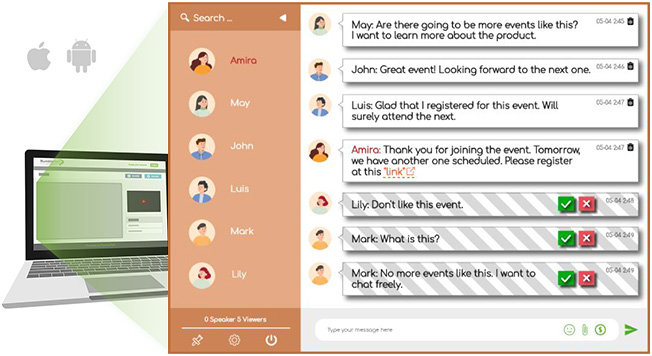 Search ...
Amira
May
John
Luis
Mark
Lily
0 Speaker 5 Viewers
May: Are there going to be more events like this?
I want to learn more about the product.
05-04 2:45
John: Great event! Looking forward to the next one.
05-04 2:46
Luis: Glad that I registered for this event. Will
surely attend the next.
05-04 2:47
Amira: Thank you for joining the event. Tomorrow,
we have another one scheduled. Please register
at this "link"
05-04 2:47
Lily: Don't like this event.
05-04 2:48
Mark: What is this?
05-04 2:49
Mark: No more events like this. I want to
chat freely.
05-04 2:49
Type your message here